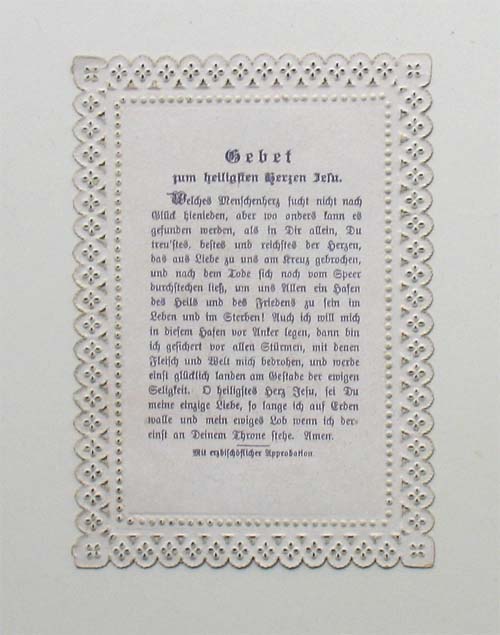 Gebet
zum heiligsten Herzen Jesu.
Welches Menschenherz sucht nicht nach
Glück hienieden, aber wo anders kann es
gefunden werden, als in Dir allein, Du
treu'stes, bestes und reichstes der Herzen,
das aus Liebe zu uns am Kreuz gebrochen,
und nach dem Tode sich noch vom Speer
durchstechen ließ, um uns Allen ein Hafen
des Heils und des Friedens zu sein im
Leben und im Sterben! Auch ich will mich
in diesem Hafen vor Anker legen, dann bin
ich gesichert vor allen Stürmen, mit denen
Fleisch und Welt mich bedrohen, und werde
einst glücklich landen am Gestade der ewigen
Seligkeit. O heiligstes Herz Jesu, sei Du
meine einzige Liebe, so lange ich auf Erden
walle und mein ewiges Lob wenn ich der-
einst an Deinem Throne stehe. Amen.
Mit erzbischöflicher Approbation.